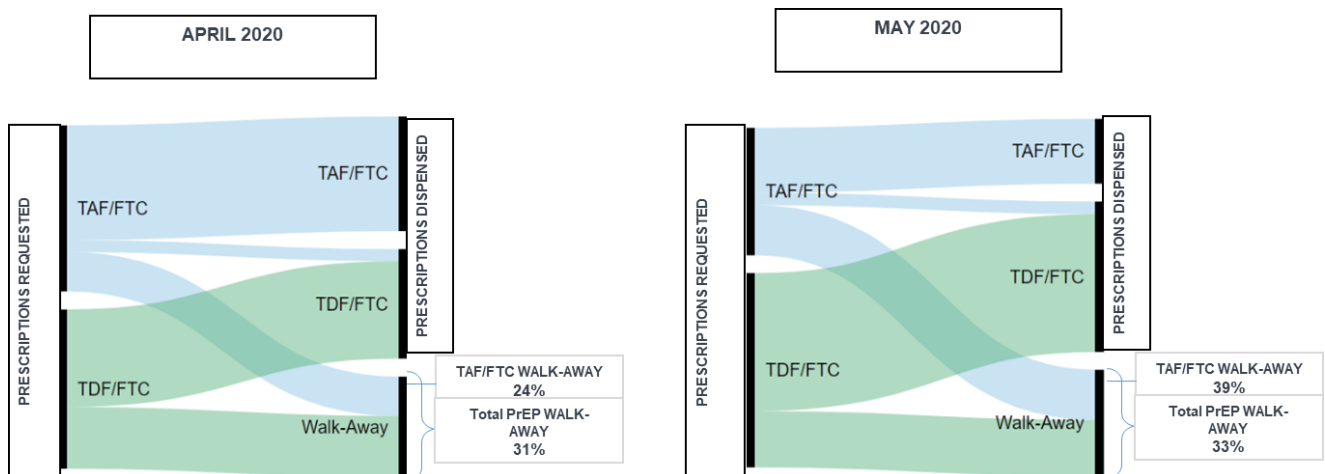 APRIL 2020
PRESCRIPTIONS REQUESTED
TAF/FTC
TDF/FTC
TAF/FTC
TDF/FTC
Walk-Away
PRESCRIPTIONS DISPENSED
TAF/FTC WALK-AWAY
24%
Total PrEP WALK-
AWAY
31%
MAY 2020
PRESCRIPTIONS REQUESTED
TAF/FTC
TDF/FTC
TAF/FTC
TDF/FTC
Walk-Away
PRESCRIPTIONS DISPENSED
TAF/FTC WALK-AWAY
39%
Total PrEP WALK-
AWAY
33%